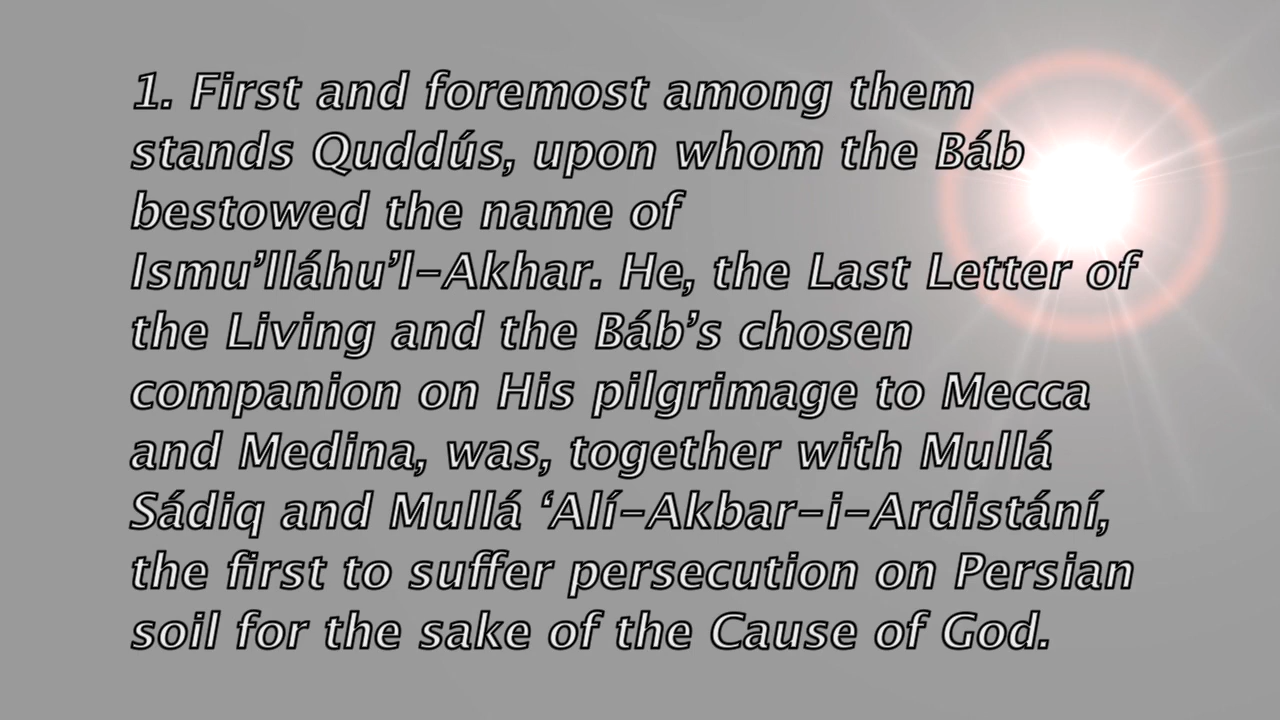 1. First and foremost among them
stands Quddús, upon whom the Báb
bestowed the name of
Ismu’lláhu’l-Akhar. He, the Last Letter of
the Living and the Báb’s chosen
companion on His pilgrimage to Mecca
and Medina, was, together with Mullá
Sádiq and Mullá ‘Alí-Akbar-i-Ardistání,
the first to suffer persecution on Persian
soil for the sake of the Cause of God.